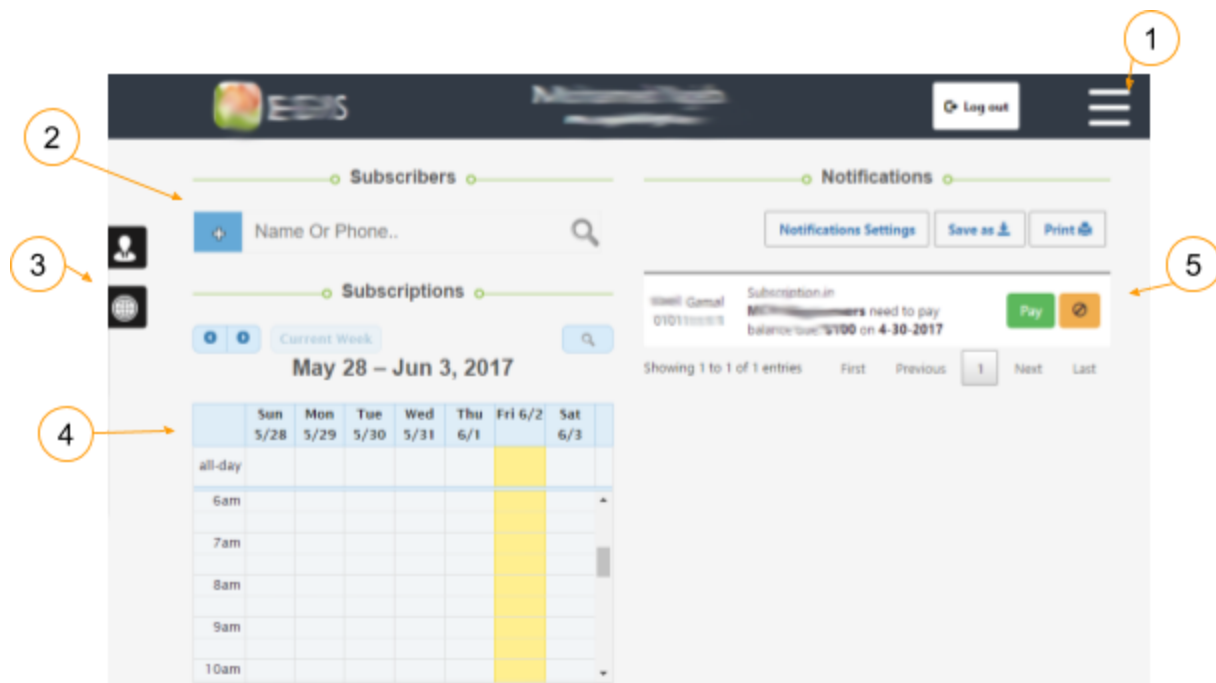 1
Log out
2
Subscribers
Notifications
Name Or Phone..
Notifications Settings
Save as
Print
3
5
Subscriptions
Gamal
Subscription in
need to pay
balance due: $100 on 4-30-2017
Pay
Current Week
May 28 – Jun 3, 2017
Showing 1 to 1 of 1 entries
First
Previous
1
Next
Last
4
Sun 5/28
Mon 5/29
Tue 5/30
Wed 5/31
Thu 6/1
Fri 6/2
Sat 6/3
all-day
6am
7am
8am
9am
10am